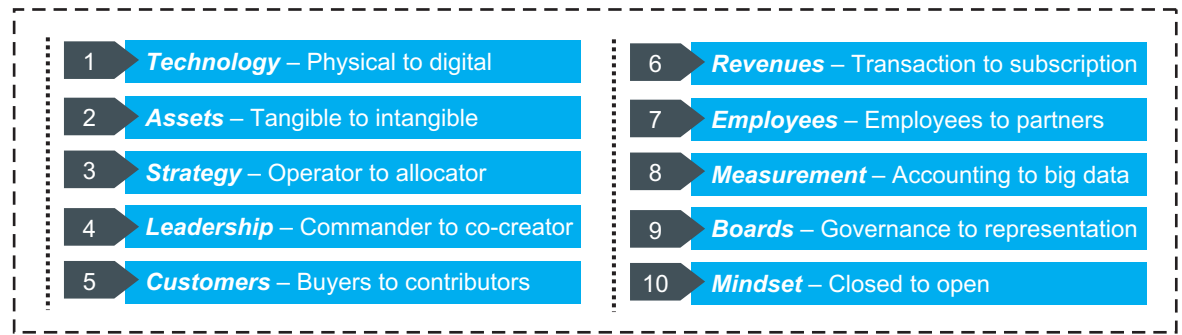 1 Technology – Physical to digital
2 Assets – Tangible to intangible
3 Strategy – Operator to allocator
4 Leadership – Commander to co-creator
5 Customers – Buyers to contributors
6 Revenues – Transaction to subscription
7 Employees – Employees to partners
8 Measurement – Accounting to big data
9 Boards – Governance to representation
10 Mindset – Closed to open